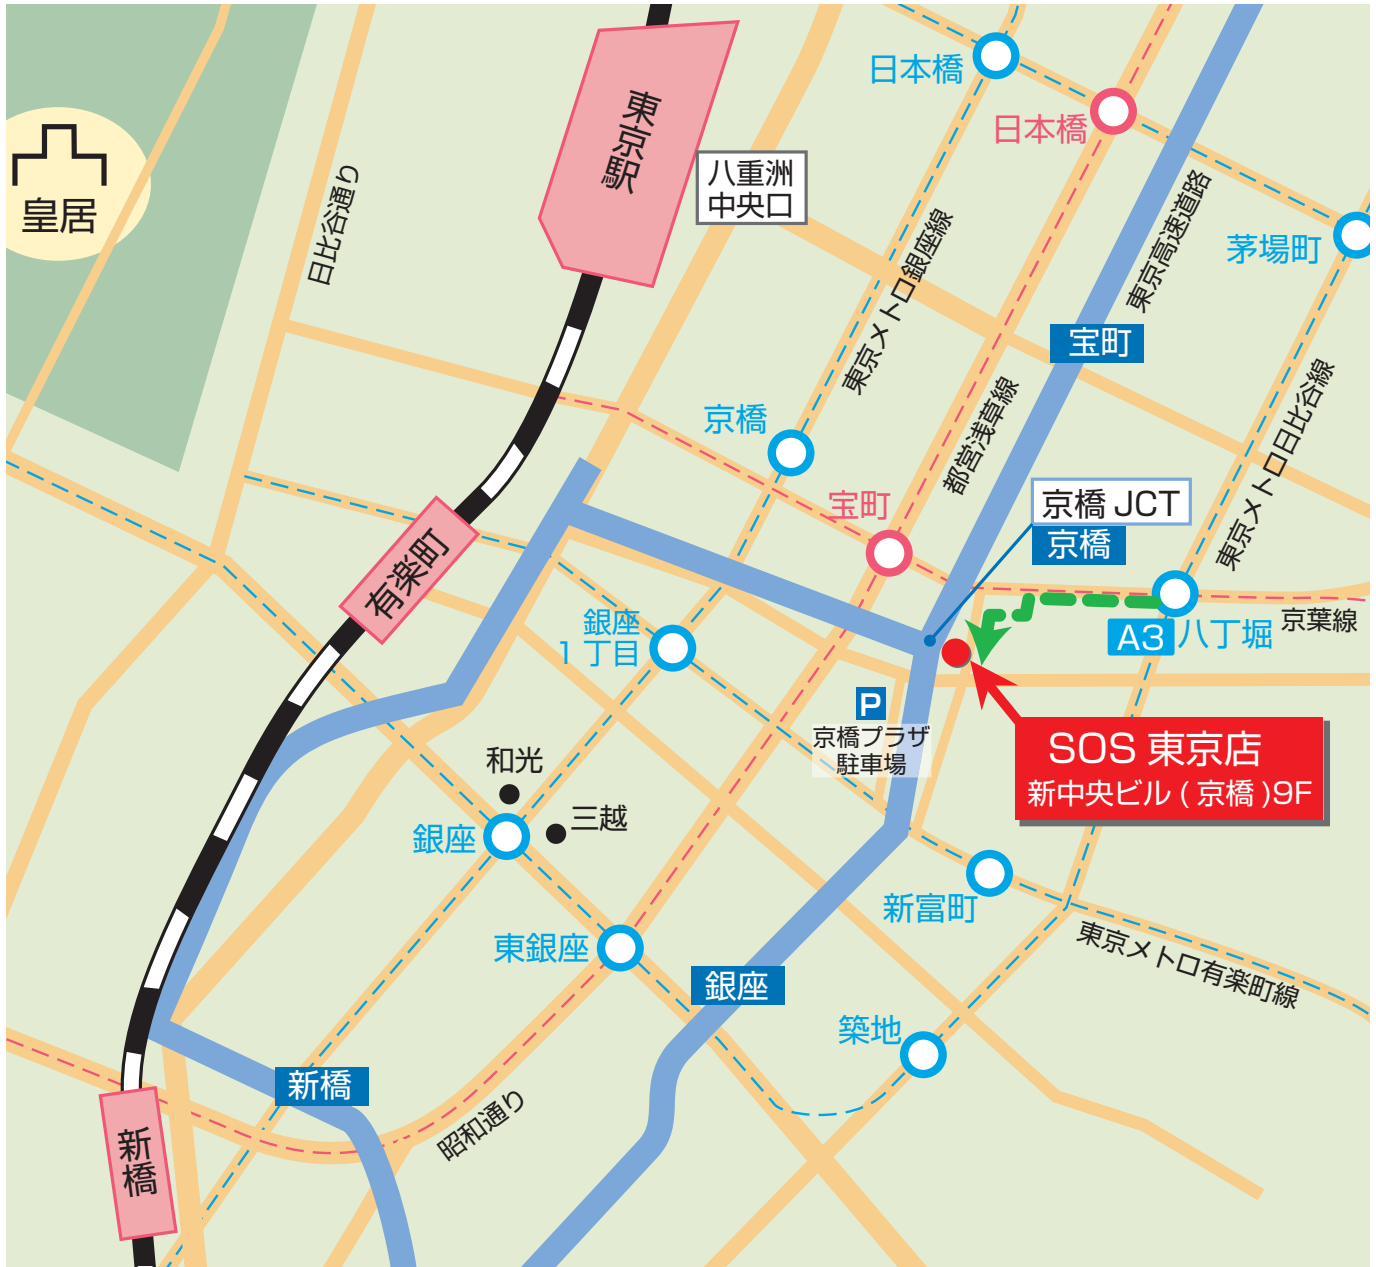 日本橋
日本橋
東京駅
八重洲
中央口
皇居
日比谷通り
東京メトロ銀座線
東京高速道路
茅場町
宝町
京橋
都営浅草線
東京メトロ日比谷線
宝町
京橋 JCT
京橋
有楽町
銀座
1丁目
A3
八丁堀
京葉線
P
京橋プラザ
駐車場
SOS 東京店
新中央ビル ( 京橋 )9F
和光
三越
銀座
新富町
東京メトロ有楽町線
東銀座
銀座
築地
新橋
昭和通り
新橋